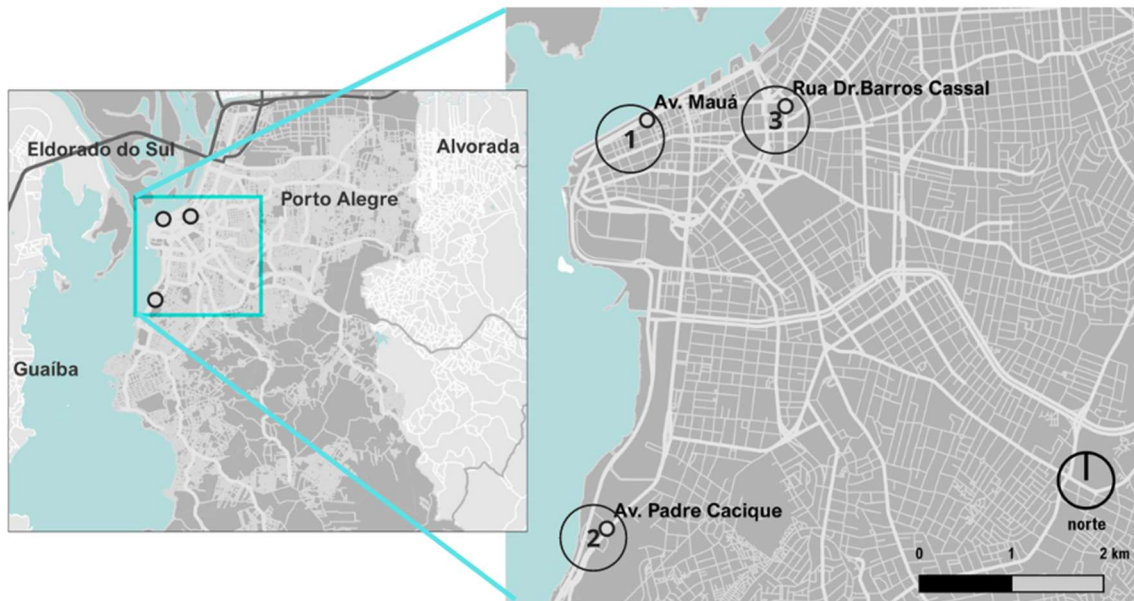 Eldorado do Sul
Alvorada
Porto Alegre
Guaíba
Av. Mauá
1
Rua Dr.Barros Cassal
3
Av. Padre Cacique
2
norte
0 1 2 km